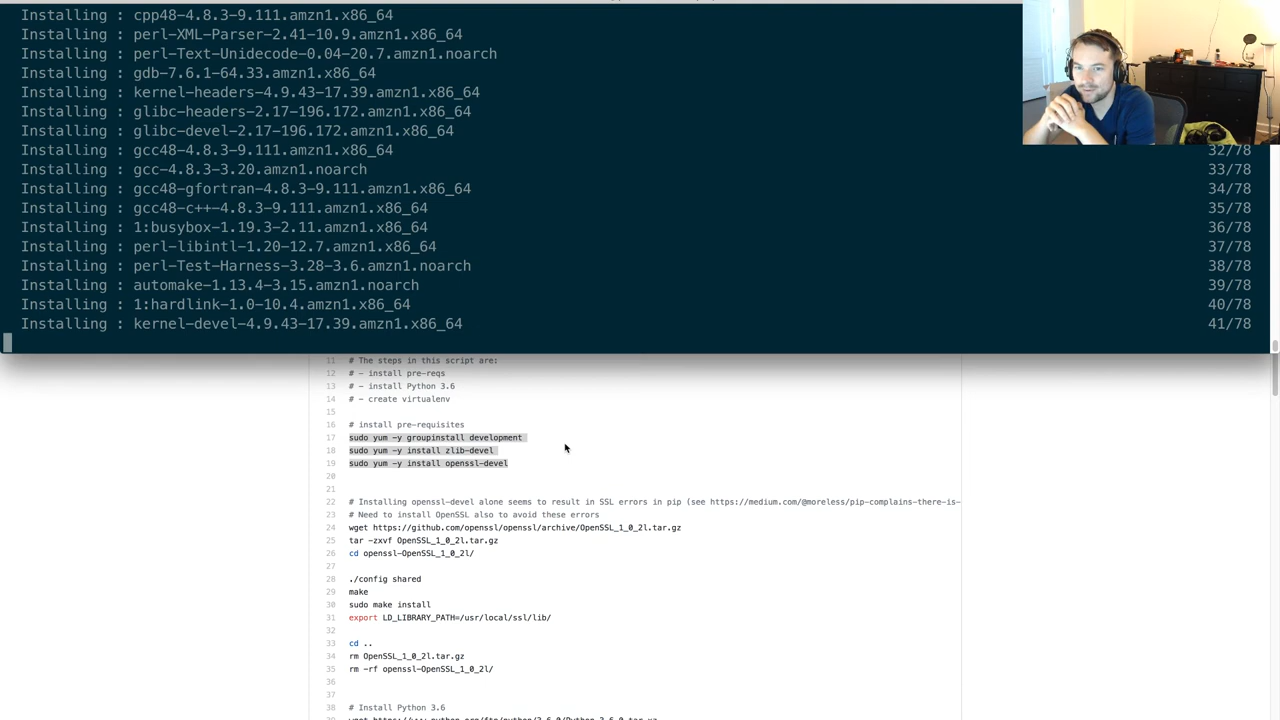 Installing : cpp48-4.8.3-9.111.amzn1.x86_64
Installing : perl-XML-Parser-2.41-10.9.amzn1.x86_64
Installing : perl-Text-Unidecode-0.04-20.7.amzn1.noarch
Installing : gdb-7.6.1-64.33.amzn1.x86_64
Installing : kernel-headers-4.9.43-17.39.amzn1.x86_64
Installing : glibc-headers-2.17-196.172.amzn1.x86_64
Installing : glibc-devel-2.17-196.172.amzn1.x86_64
Installing : gcc48-4.8.3-9.111.amzn1.x86_64 32/78
Installing : gcc-4.8.3-3.20.amzn1.noarch 33/78
Installing : gcc48-gfortran-4.8.3-9.111.amzn1.x86_64 34/78
Installing : gcc48-c++-4.8.3-9.111.amzn1.x86_64 35/78
Installing : 1:busybox-1.19.3-2.11.amzn1.x86_64 36/78
Installing : perl-libintl-1.20-12.7.amzn1.x86_64 37/78
Installing : perl-Test-Harness-3.28-3.6.amzn1.noarch 38/78
Installing : automake-1.13.4-3.15.amzn1.noarch 39/78
Installing : 1:hardlink-1.0-10.4.amzn1.x86_64 40/78
Installing : kernel-devel-4.9.43-17.39.amzn1.x86_64 41/78
11 # The steps in this script are:
12 # - install pre-reqs
13 # - install Python 3.6
14 # - create virtualenv
15
16 # install pre-requisites
17 sudo yum -y groupinstall development
18 sudo yum -y install zlib-devel
19 sudo yum -y install openssl-devel
20
21
22 # Installing openssl-devel alone seems to result in SSL errors in pip (see https://medium.com/@moreless/pip-complains-there-is-
23 # Need to install OpenSSL also to avoid these errors
24 wget https://github.com/openssl/openssl/archive/OpenSSL_1_0_2l.tar.gz
25 tar -zxvf OpenSSL_1_0_2l.tar.gz
26 cd openssl-OpenSSL_1_0_2l/
27
28 ./config shared
29 make
30 sudo make install
31 export LD_LIBRARY_PATH=/usr/local/ssl/lib/
32
33 cd ..
34 rm OpenSSL_1_0_2l.tar.gz
35 rm -rf openssl-OpenSSL_1_0_2l/
36
37
38 # Install Python 3.6